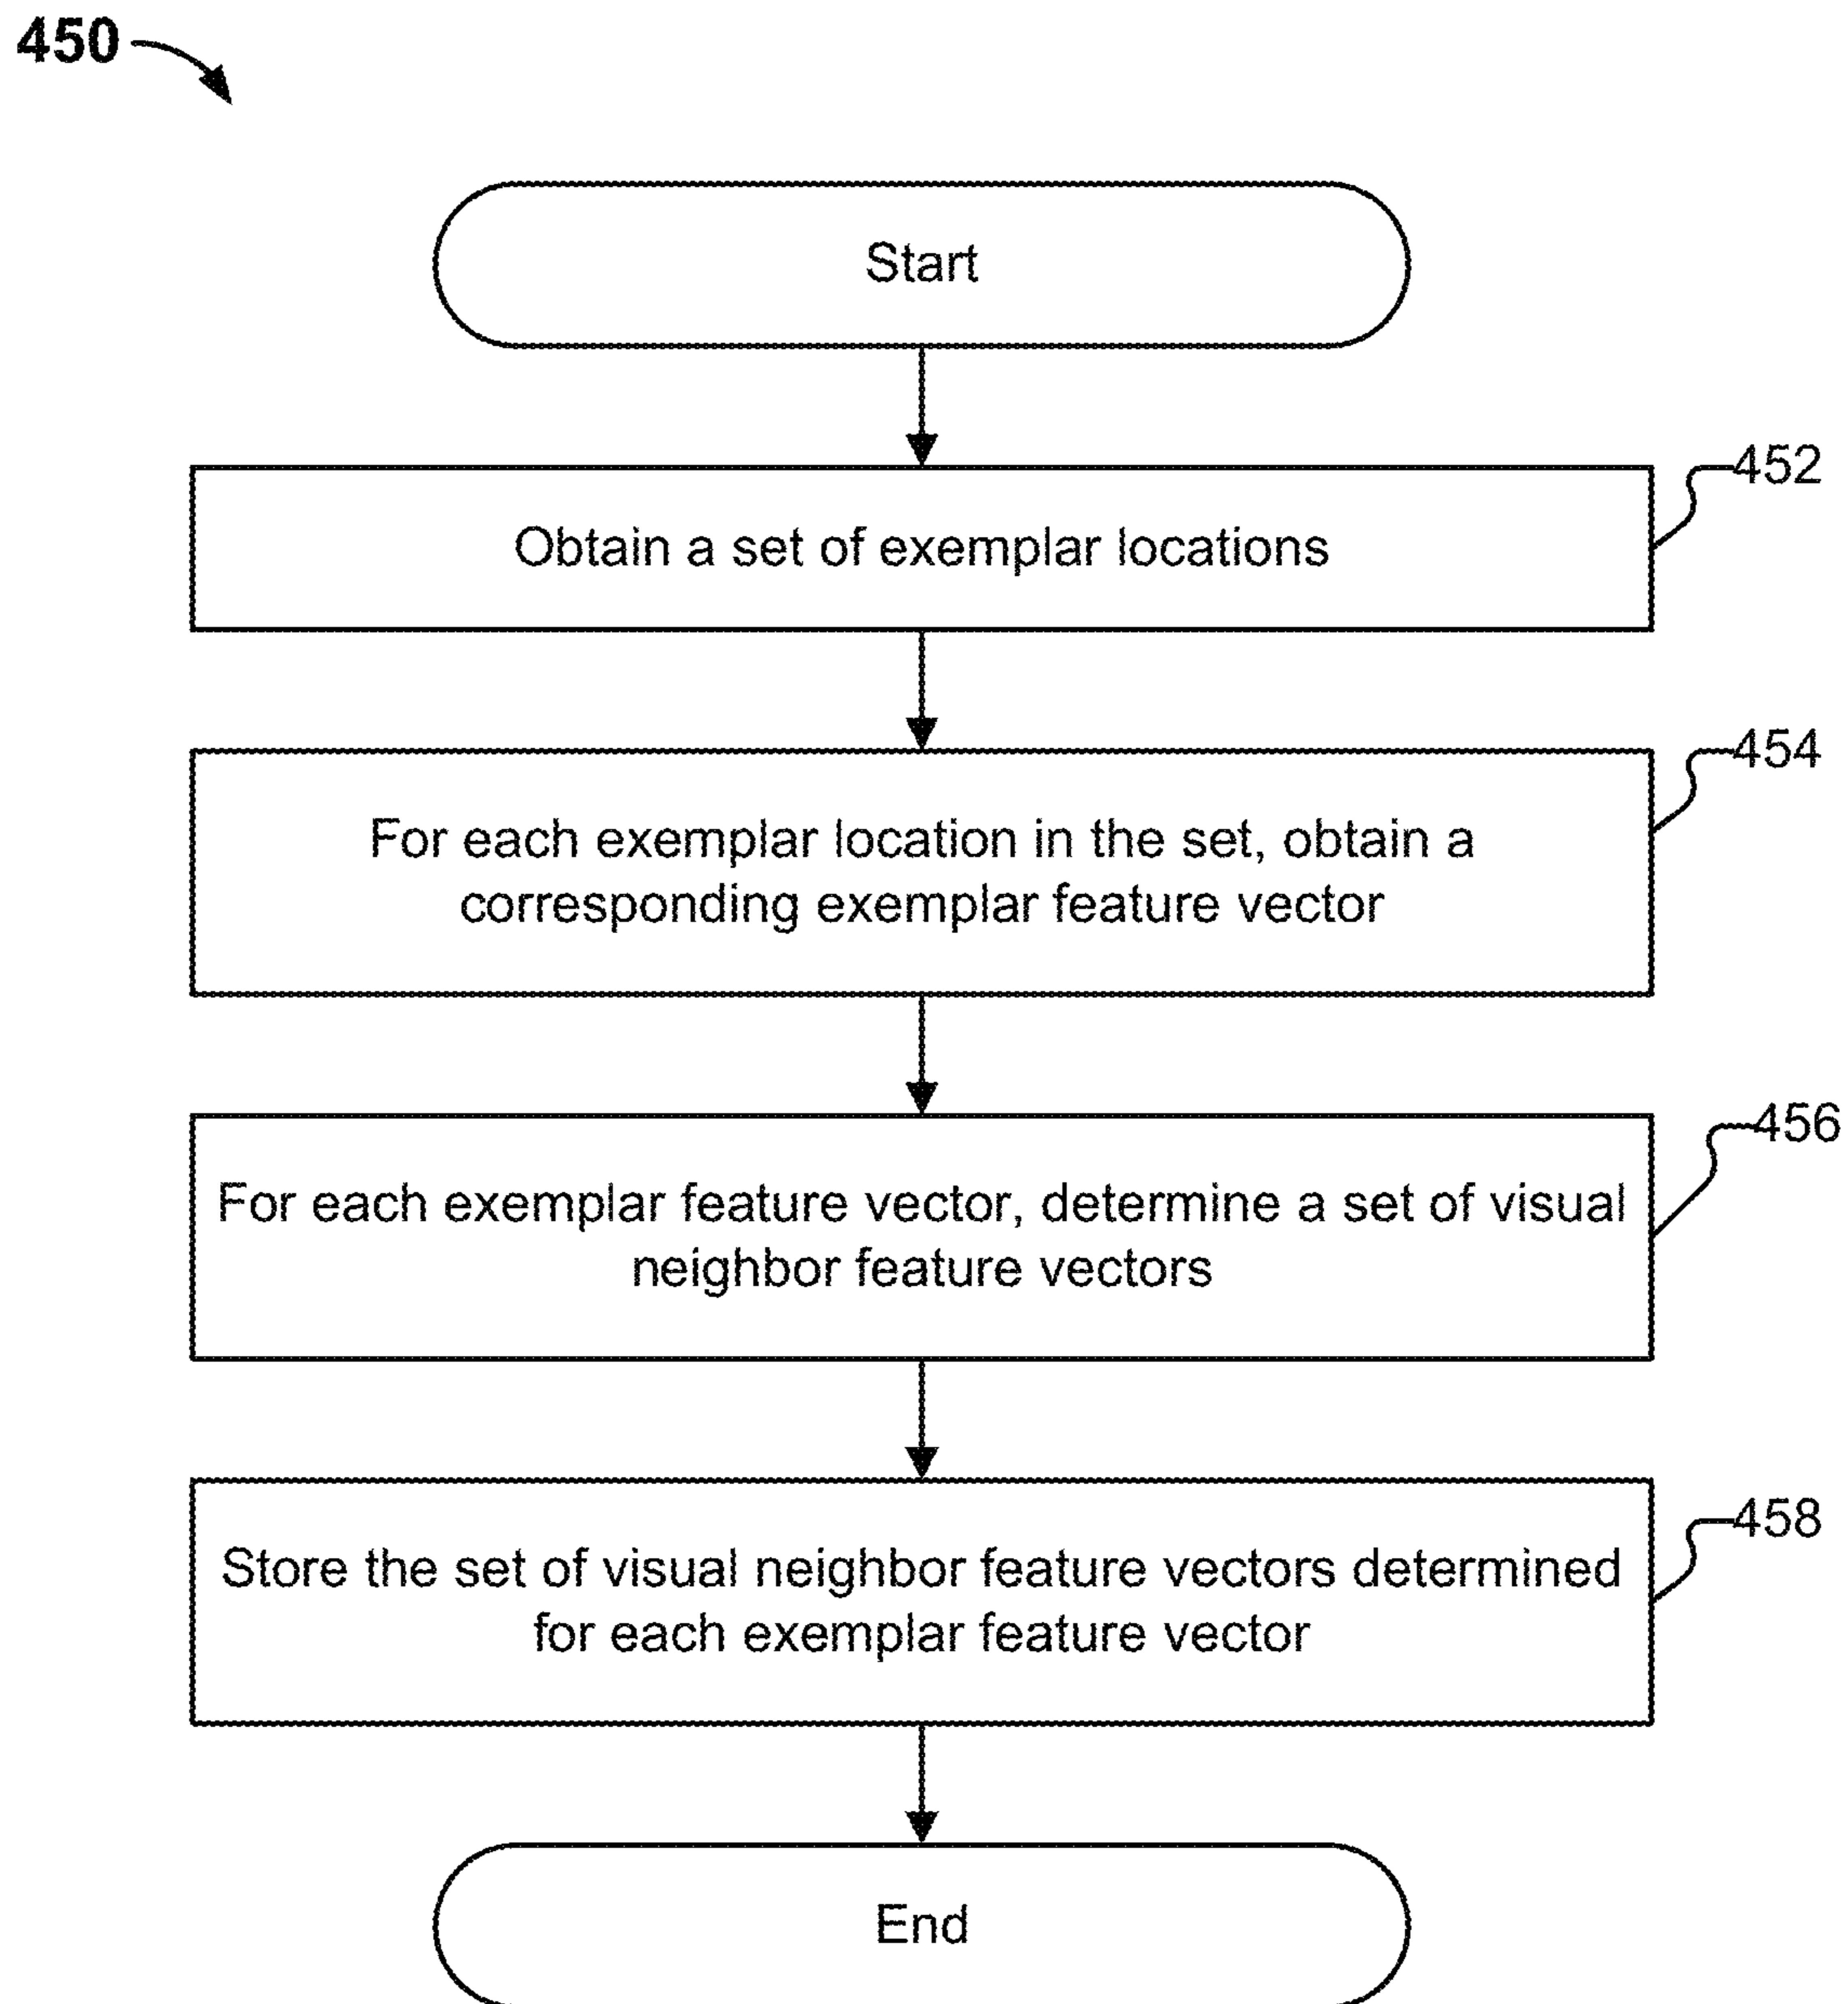 450
Start
452
Obtain a set of exemplar locations
454
For each exemplar location in the set, obtain a
corresponding exemplar feature vector
456
For each exemplar feature vector, determine a set of visual
neighbor feature vectors
458
Store the set of visual neighbor feature vectors determined
for each exemplar feature vector
End